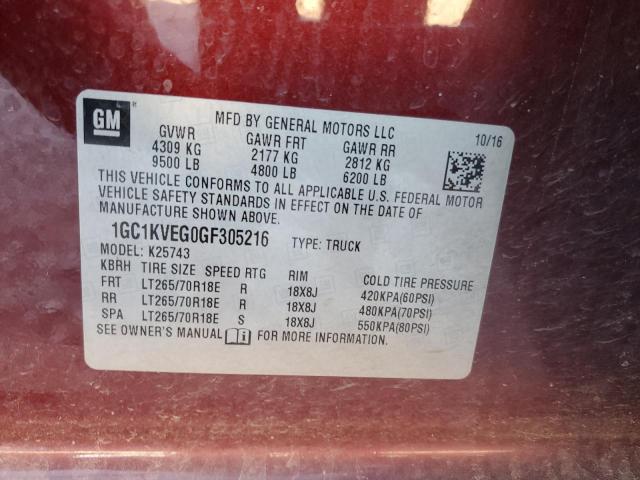 GM
MFD BY GENERAL MOTORS LLC 10/16
GVWR GAWR FRT GAWR RR
4309 KG 2177 KG 2812 KG
9500 LB 4800 LB 6200 LB
THIS VEHICLE CONFORMS TO ALL APPLICABLE U.S. FEDERAL MOTOR
VEHICLE SAFETY STANDARDS IN EFFECT ON THE DATE OF
MANUFACTURE SHOWN ABOVE.
1GC1KVEG0GF305216 TYPE: TRUCK
MODEL: K25743
KBRH TIRE SIZE SPEED RTG RIM COLD TIRE PRESSURE
FRT LT265/70R18E R 18X8J 420KPA(60PSI)
RR LT265/70R18E R 18X8J 480KPA(70PSI)
SPA LT265/70R18E S 18X8J 550KPA(80PSI)
SEE OWNER'S MANUAL FOR MORE INFORMATION.